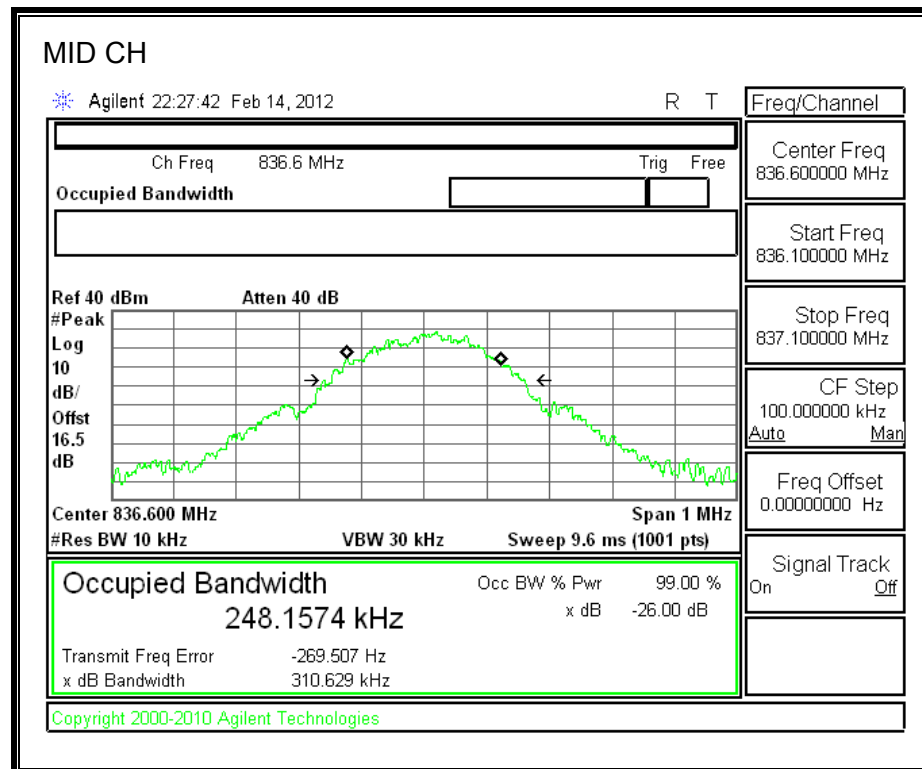 MID CH
Agilent 22:27:42 Feb 14, 2012 R T
Freq/Channel
Ch Freq 836.6 MHz Trig Free
Occupied Bandwidth
Center Freq
836.600000 MHz
Start Freq
836.100000 MHz
Stop Freq
837.100000 MHz
CF Step
100.000000 kHz
Auto Man
Freq Offset
0.00000000 Hz
Signal Track
On Off
Ref 40 dBm Atten 40 dB
#Peak
Log
10
dB/
Offst
16.5
dB
Center 836.600 MHz Span 1 MHz
#Res BW 10 kHz VBW 30 kHz Sweep 9.6 ms (1001 pts)
Occupied Bandwidth
248.1574 kHz
Occ BW % Pwr 99.00 %
x dB -26.00 dB
Transmit Freq Error -269.507 Hz
x dB Bandwidth 310.629 kHz
Copyright 2000-2010 Agilent Technologies